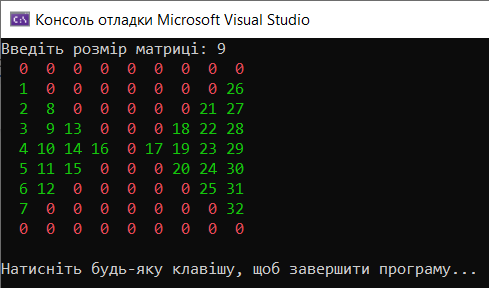 Консоль отладки Microsoft Visual Studio
Введіть розмір матриці: 9
0 0 0 0 0 0 0 0 0
1 0 0 0 0 0 0 0 26
2 8 0 0 0 0 0 21 27
3 9 13 0 0 0 18 22 28
4 10 14 16 0 17 19 23 29
5 11 15 0 0 0 20 24 30
6 12 0 0 0 0 0 25 31
7 0 0 0 0 0 0 0 32
0 0 0 0 0 0 0 0 0
Натисніть будь-яку клавішу, щоб завершити програму...